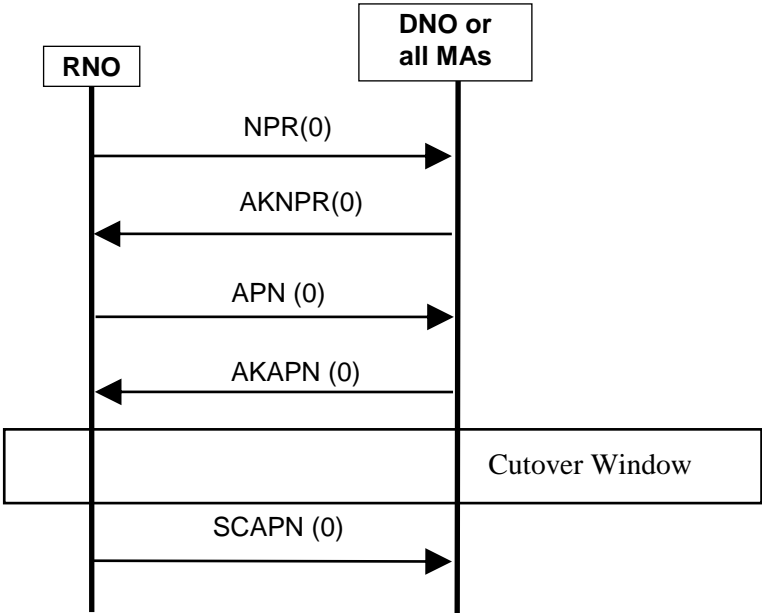 RNO
DNO or
all MAs
NPR(0)
AKNPR(0)
APN (0)
AKAPN (0)
Cutover Window
SCAPN (0)